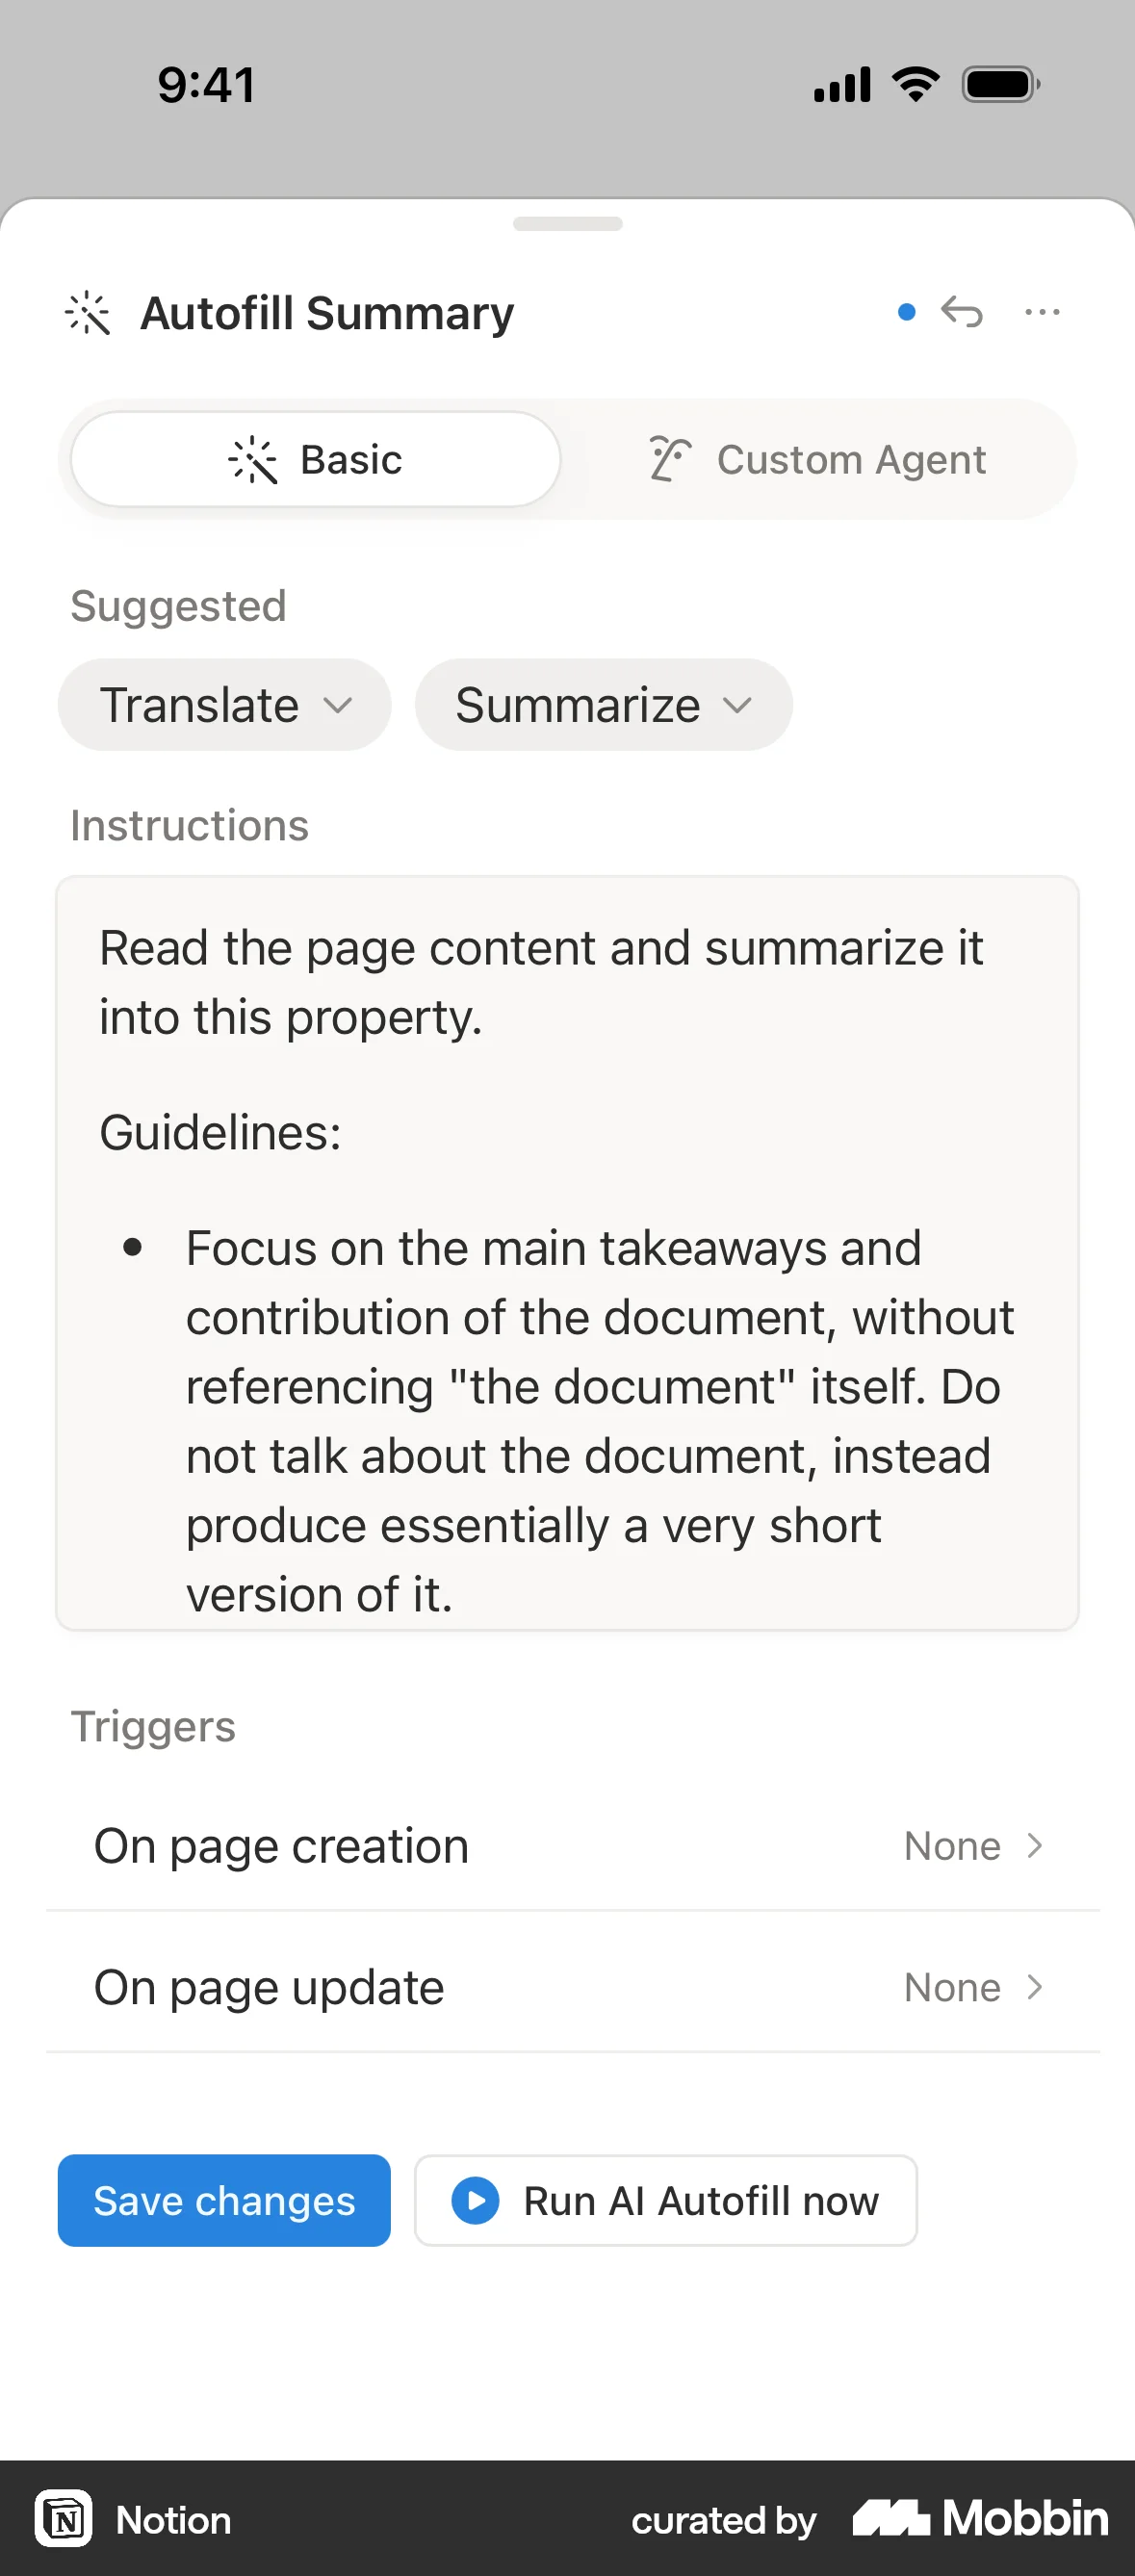 9:41
Autofill Summary
Basic
Custom Agent
Suggested
Translate
Summarize
Instructions
Read the page content and summarize it
into this property.
Guidelines:
• Focus on the main takeaways and
contribution of the document, without
referencing "the document" itself. Do
not talk about the document, instead
produce essentially a very short
version of it.
Triggers
On page creation
None
On page update
None
Save changes
Run AI Autofill now
N
Notion
curated by
Mobbin